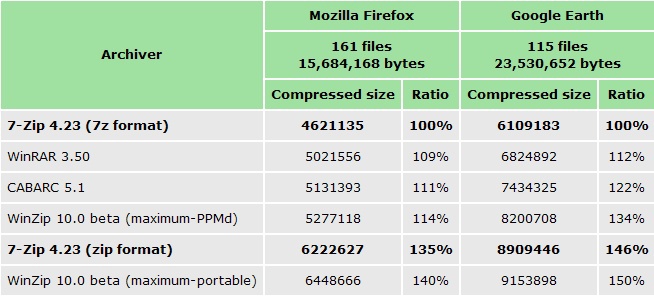 Archiver Mozilla Firefox Google Earth
161 files 115 files
15,684,168 bytes 23,530,652 bytes
Compressed size Ratio Compressed size Ratio
7-Zip 4.23 (7z format) 4621135 100% 6109183 100%
WinRAR 3.50 5021556 109% 6824892 112%
CABARC 5.1 5131393 111% 7434325 122%
WinZip 10.0 beta (maximum-PPMd) 5277118 114% 8200708 134%
7-Zip 4.23 (zip format) 6222627 135% 8909446 146%
WinZip 10.0 beta (maximum-portable) 6448666 140% 9153898 150%